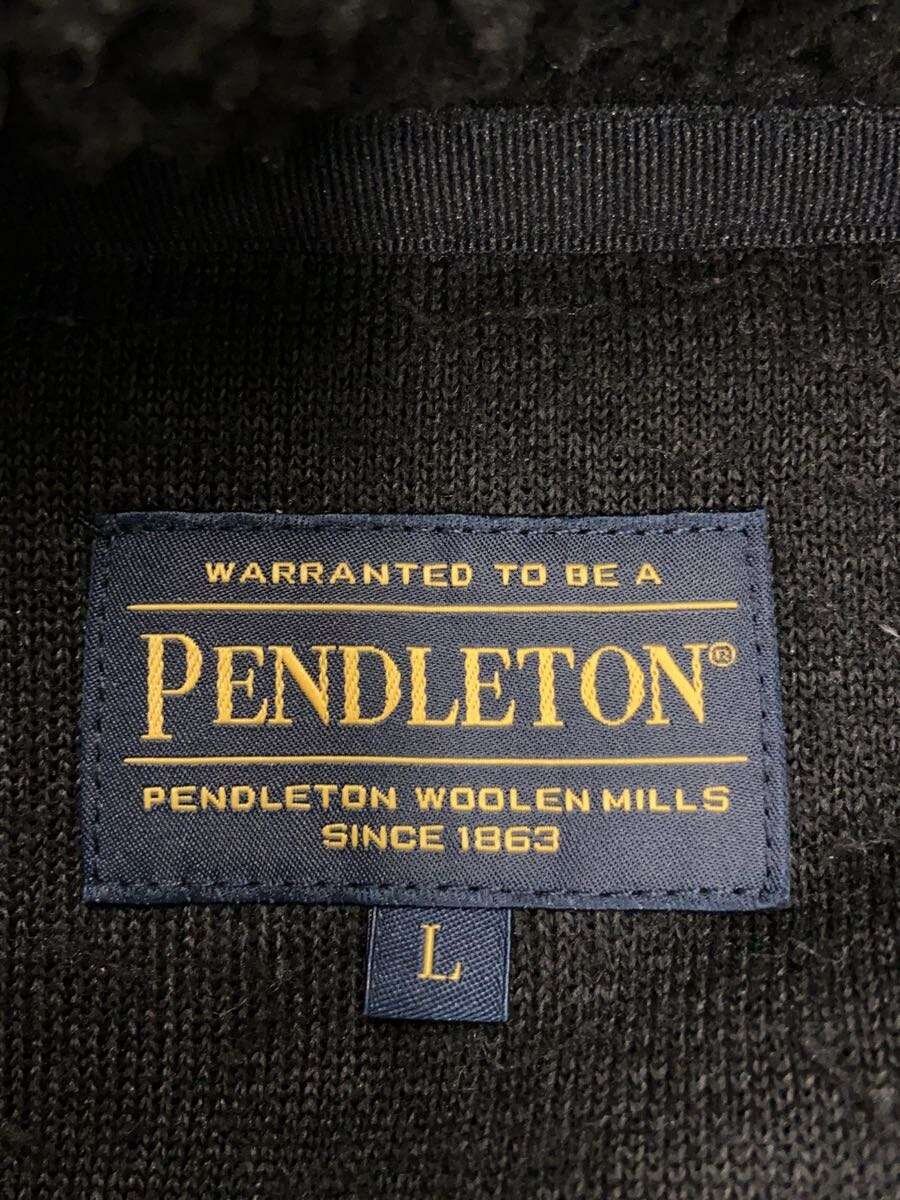 WARRANTED TO BE A
PENDLETON®
PENDLETON WOOLEN MILLS
SINCE 1863
L